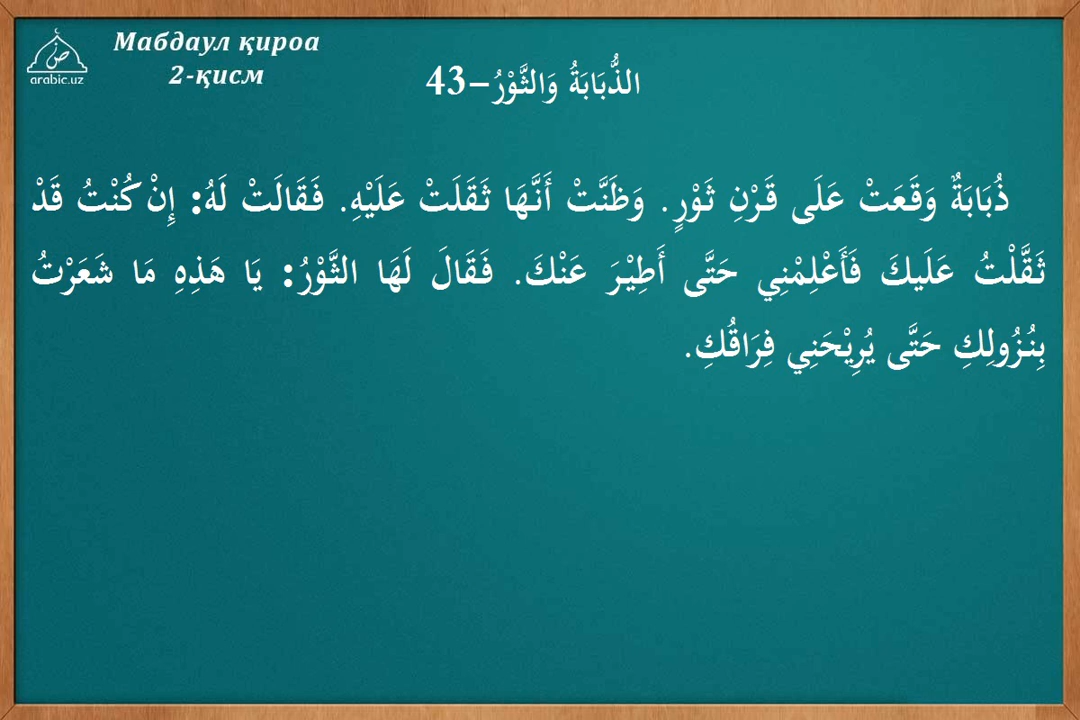 Мабдаул қироа
2-қисм
arabic.uz
43-الذُّبَابَةُ وَالثَّوْرُ
ذُبَابَةٌ وَقَعَتْ عَلَى قَرْنِ ثَوْرٍ. وَظَنَّتْ أَنَّهَا ثَقَلَتْ عَلَيْهِ. فَقَالَتْ لَهُ: إِنْ كُنْتُ قَدْ
ثَقَّلْتُ عَلَيكَ فَأَعْلِمْنِي حَتَّى أَطِيْرَ عَنْكَ. فَقَالَ لَهَا الثَّوْرُ: يَا هَذِهِ مَا شَعَرْتُ
بِنُزُولِكِ حَتَّى يُرِيْحَنِي فِرَاقُكِ.